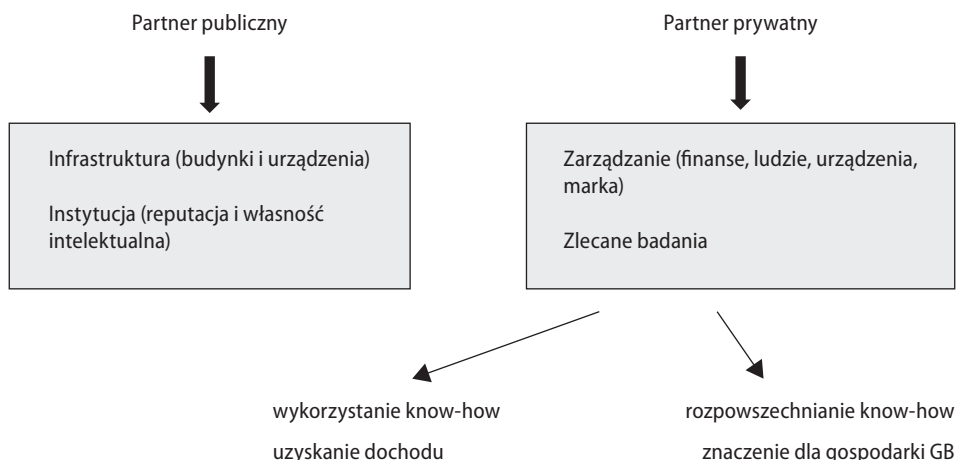 Partner publiczny
Partner prywatny
Infrastruktura (budynki i urządzenia)
Instytucja (reputacja i własność
intelektualna)
Zarządzanie (finanse, ludzie, urządzenia,
marka)
Zlecane badania
wykorzystanie know-how
uzyskanie dochodu
rozpowszechnianie know-how
znaczenie dla gospodarki GB